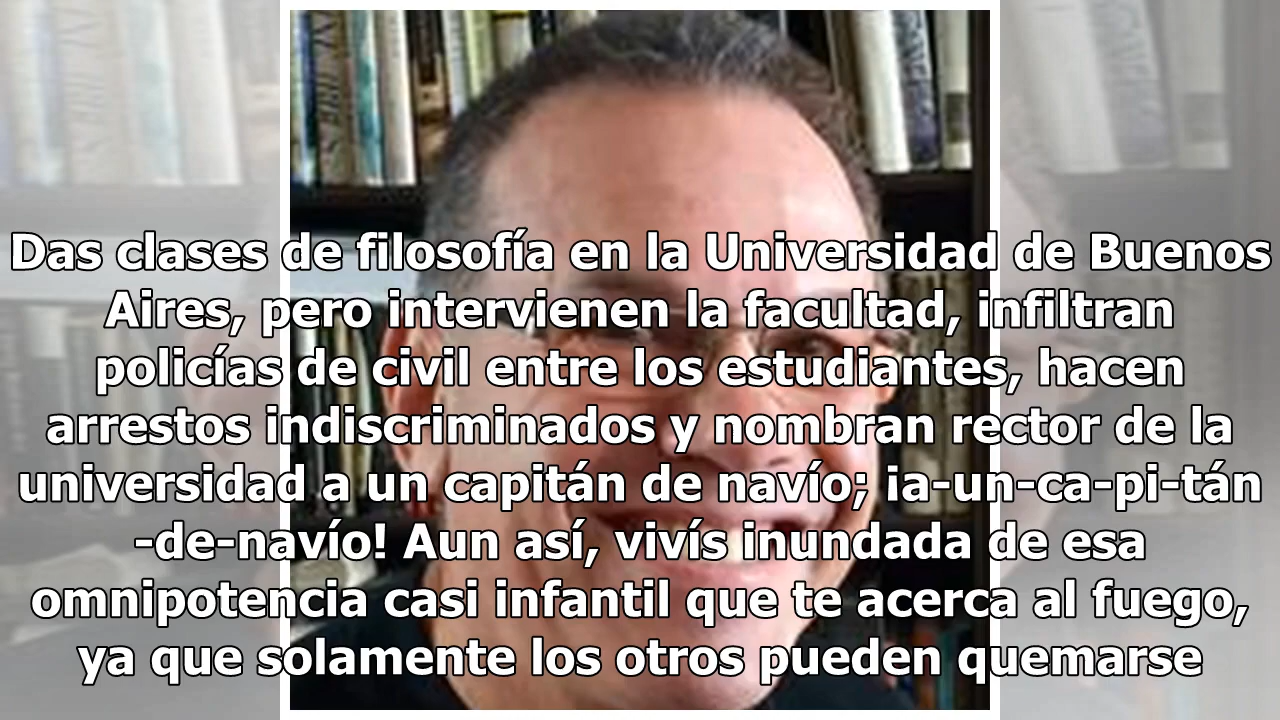 Das clases de filosofía en la Universidad de Buenos
Aires, pero intervienen la facultad, infiltran
policías de civil entre los estudiantes, hacen
arrestos indiscriminados y nombran rector de la
universidad a un capitán de navío; ¡a-un-ca-pi-tán
-de-navío! Aun así, vivís inundada de esa
omnipotencia casi infantil que te acerca al fuego,
ya que solamente los otros pueden quemarse